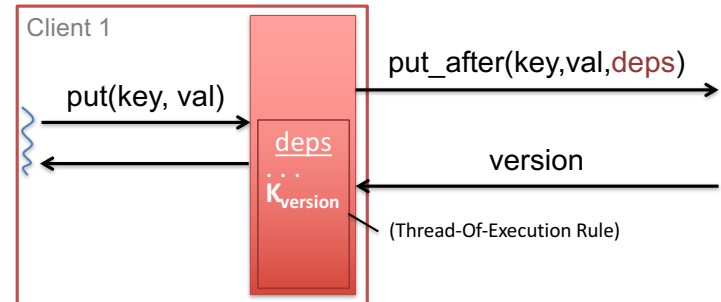 Client 1
put_after(key,val,deps)
put(key, val)
deps
. . .
Kversion
version
(Thread-Of-Execution Rule)